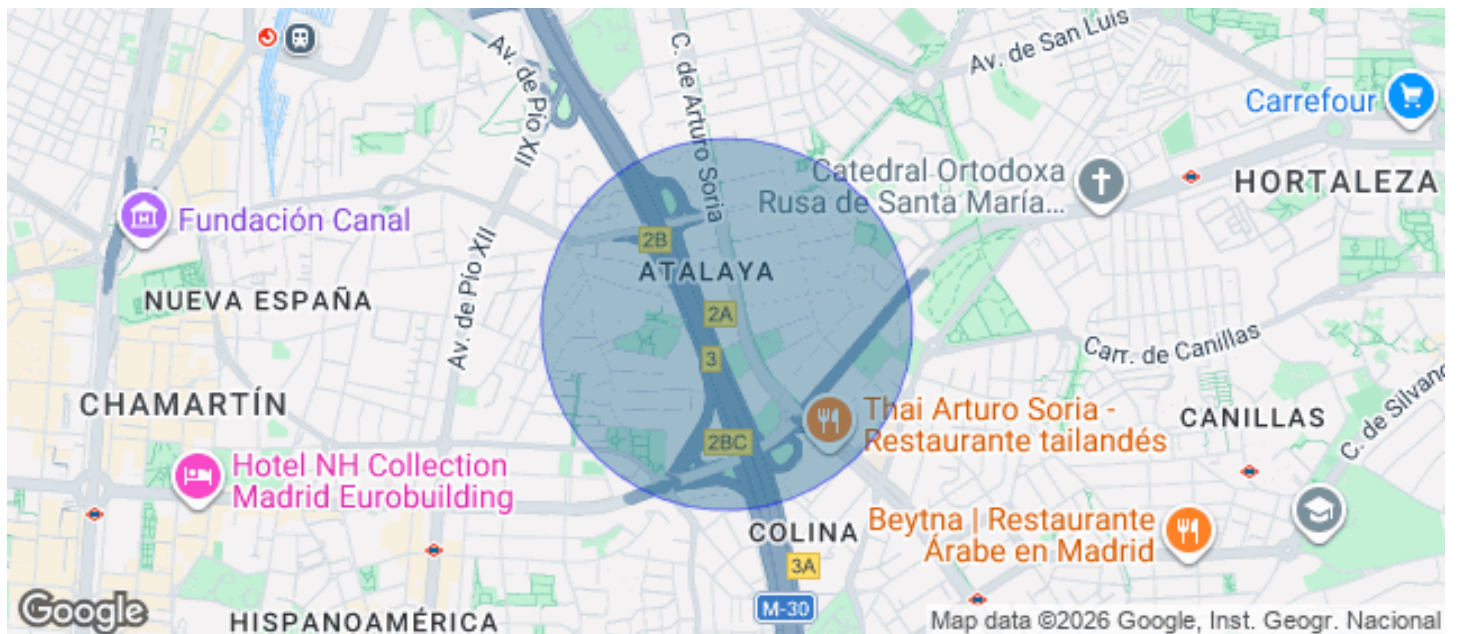 Av. de Pío XII
C. de Arturo Soria
Av. de San Luis
Carrefour
Catedral Ortodoxa
Rusa de Santa María...
HORTALEZA
Fundación Canal
2B
ATALAYA
NUEVA ESPAÑA
Av. de Pío XII
2A
3
Carr. de Canillas
CHAMARTÍN
Thai Arturo Soria -
Restaurante tailandés
CANILLAS
C. de Silvano
2BC
Hotel NH Collection
Madrid Eurobuilding
COLINA
Beytna | Restaurante
Árabe en Madrid
3A
M-30
Google
HISPANOAMÉRICA
Map data ©2026 Google, Inst. Geogr. Nacional